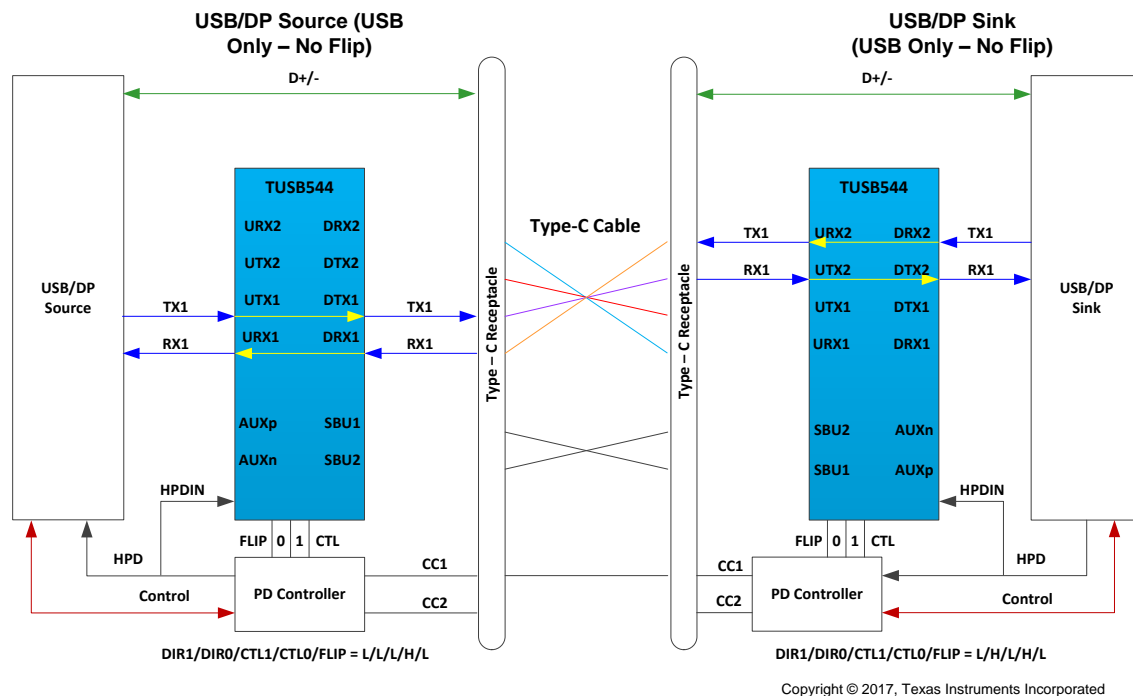 USB/DP Source (USB
Only – No Flip)
USB/DP Sink
(USB Only – No Flip)
D+/-
D+/-
TUSB544
TUSB544
URX2 DRX2
UTX2 DTX2
UTX1 DTX1
URX1 DRX1
AUXp SBU1
AUXn SBU2
USB/DP
Source
TX1
TX1
RX1
RX1
HPDIN
FLIP 0 1 CTL
HPD
Control
PD Controller
CC1
CC2
Type – C Receptacle
Type-C Cable
Type – C Receptacle
TX1
TX1
RX1
RX1
URX2 DRX2
UTX2 DTX2
UTX1 DTX1
URX1 DRX1
SBU2 AUXn
SBU1 AUXp
USB/DP
Sink
HPDIN
FLIP 0 1 CTL
HPD
Control
CC1
CC2
PD Controller
DIR1/DIR0/CTL1/CTL0/FLIP = L/L/L/H/L
DIR1/DIR0/CTL1/CTL0/FLIP = L/H/L/H/L
Copyright © 2017, Texas Instruments Incorporated